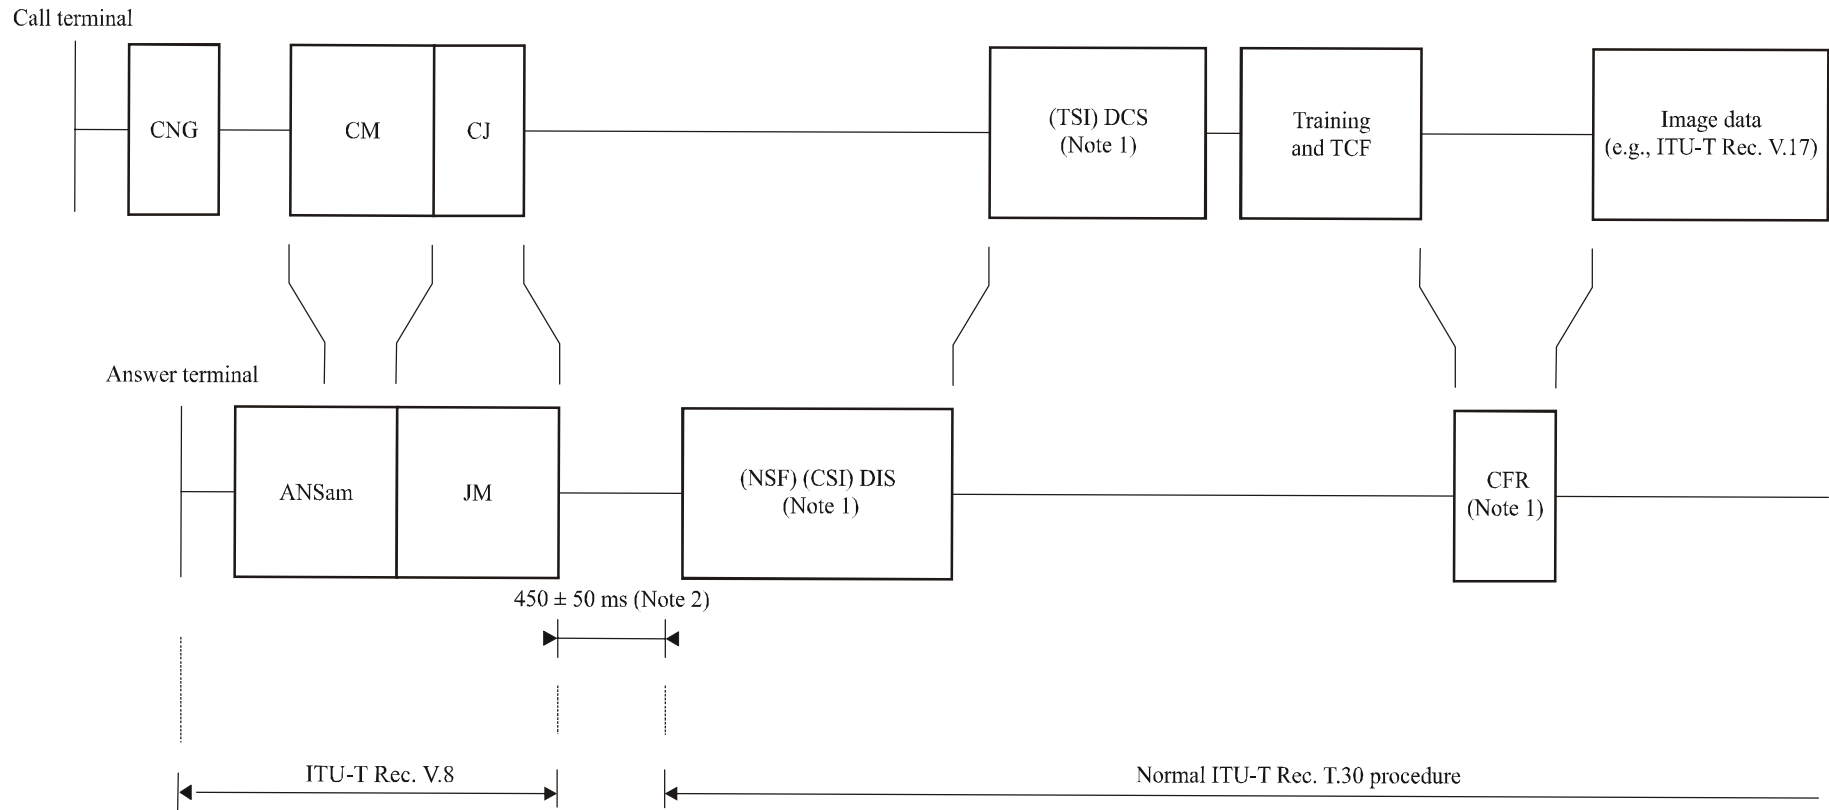 Call terminal
CNG
CM
CJ
(TSI) DCS
(Note 1)
Training
and TCF
Image data
(e.g., ITU-T Rec. V.17)
Answer terminal
ANSam
JM
(NSF) (CSI) DIS
(Note 1)
CFR
(Note 1)
450 ± 50 ms (Note 2)
ITU-T Rec. V.8
Normal ITU-T Rec. T.30 procedure